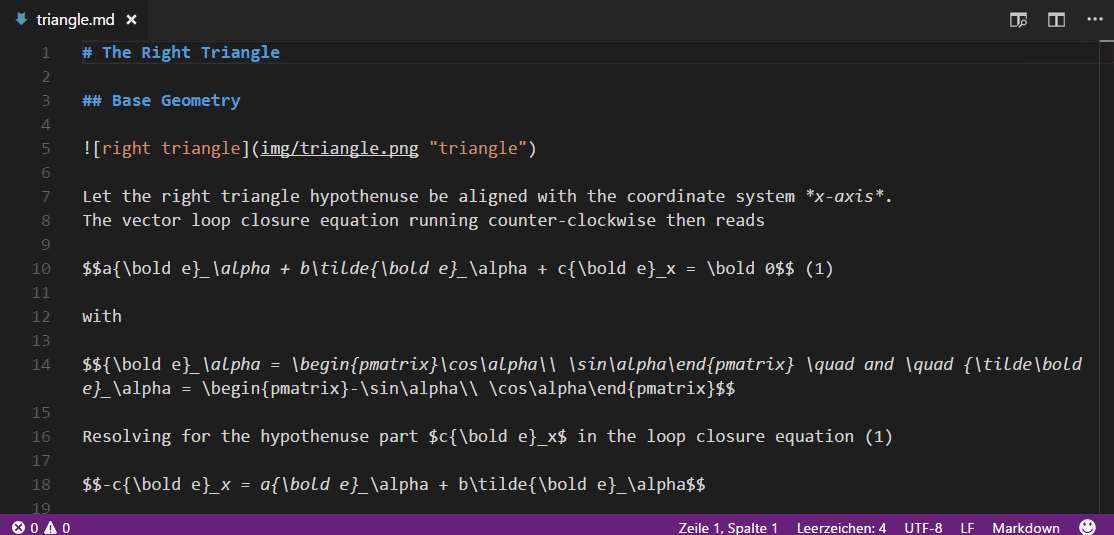 triangle.md
1 # The Right Triangle
2
3 ## Base Geometry
4
5 ![right triangle](img/triangle.png "triangle")
6
7 Let the right triangle hypothenuse be aligned with the coordinate system *x-axis*.
8 The vector loop closure equation running counter-clockwise then reads
9
10 $$a{\bold e}_\alpha + b\tilde{\bold e}_\alpha + c{\bold e}_x = \bold 0$$ (1)
11
12 with
13
14 $${\bold e}_\alpha = \begin{pmatrix}\cos\alpha\\ \sin\alpha\end{pmatrix} \quad and \quad {\tilde\bold
e}_\alpha = \begin{pmatrix}-\sin\alpha\\ \cos\alpha\end{pmatrix}$$
15
16 Resolving for the hypothenuse part $c{\bold e}_x$ in the loop closure equation (1)
17
18 $$-c{\bold e}_x = a{\bold e}_\alpha + b\tilde{\bold e}_\alpha$$
19
0 0 Zeile 1, Spalte 1 Leerzeichen: 4 UTF-8 LF Markdown